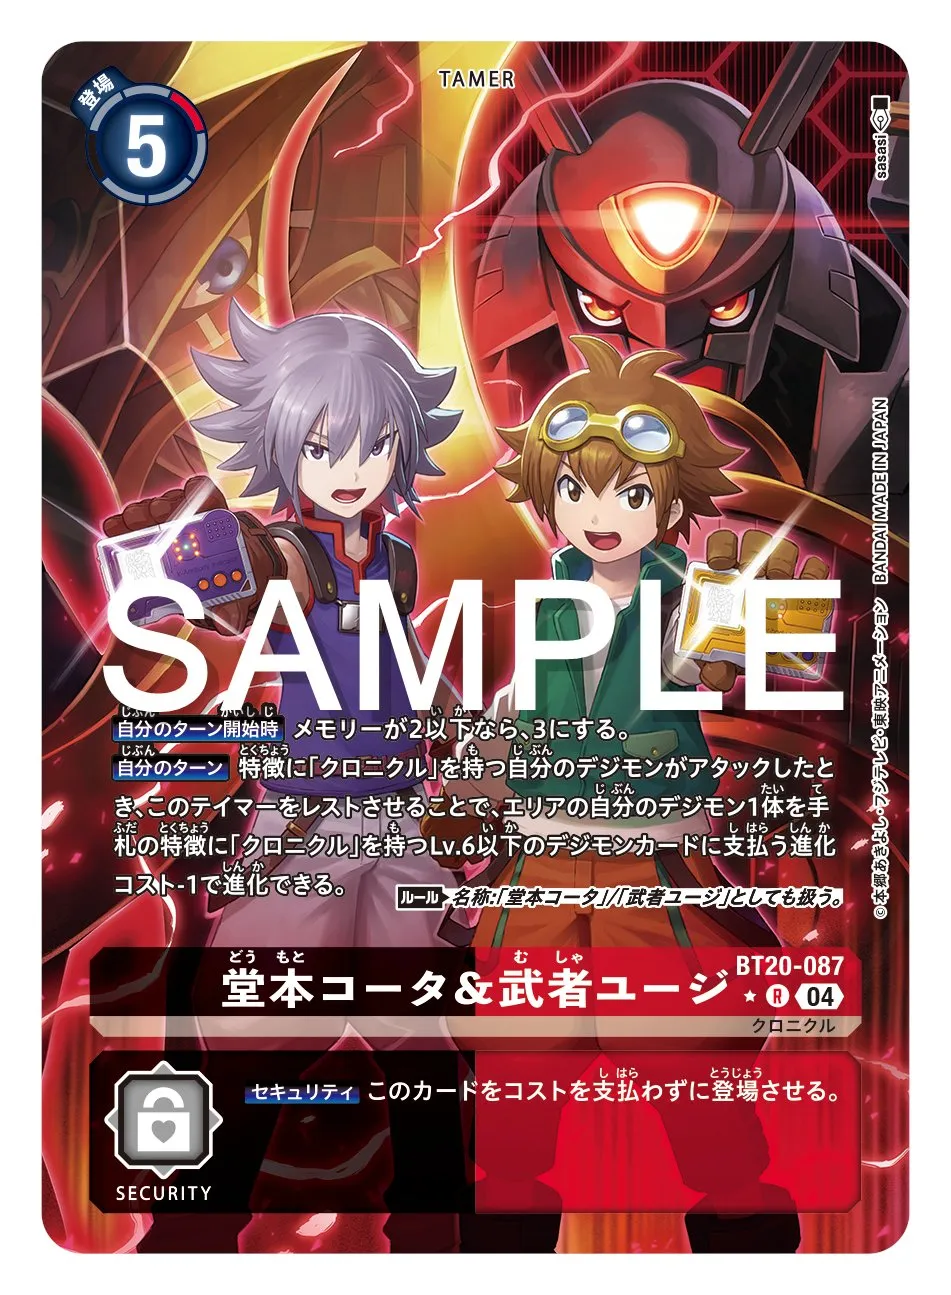 登場
5
TAMER
sasasi
SAMPLE
自分のターン開始時 メモリーが2以下なら、3にする。
自分のターン 特徴に「クロニクル」を持つ自分のデジモンがアタックしたと
き、このテイマーをレストさせることで、エリアの自分のデジモン1体を手
札の特徴に「クロニクル」を持つLv.6以下のデジモンカードに支払う進化
コスト-1で進化できる。
ルール 名称:「堂本コータ」/「武者ユージ」としても扱う。
©本郷あきよし・フジテレビ・東映アニメーション BANDAI MADE IN JAPAN
堂本コータ&武者ユージ
BT20-087
R 04
クロニクル
セキュリティ このカードをコストを支払わずに登場させる。
SECURITY